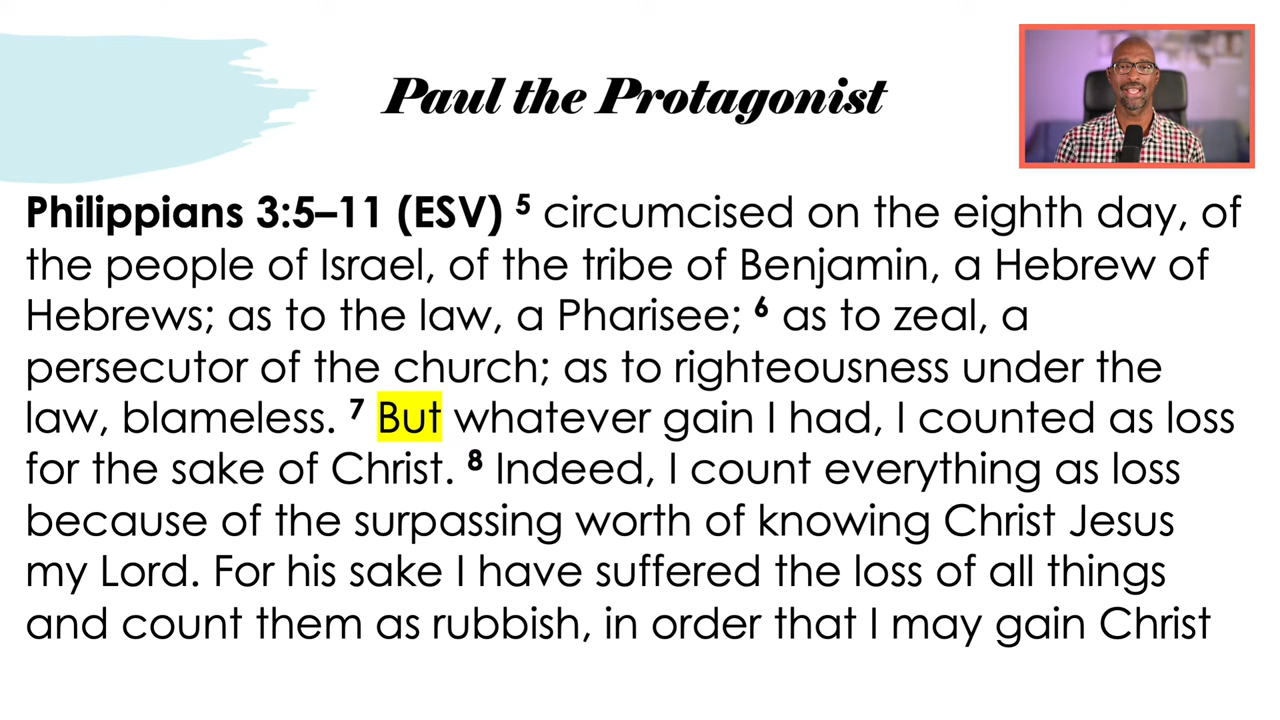 Paul the Protagonist
Philippians 3:5–11 (ESV) 5 circumcised on the eighth day, of
the people of Israel, of the tribe of Benjamin, a Hebrew of
Hebrews; as to the law, a Pharisee; 6 as to zeal, a
persecutor of the church; as to righteousness under the
law, blameless. 7 But whatever gain I had, I counted as loss
for the sake of Christ. 8 Indeed, I count everything as loss
because of the surpassing worth of knowing Christ Jesus
my Lord. For his sake I have suffered the loss of all things
and count them as rubbish, in order that I may gain Christ